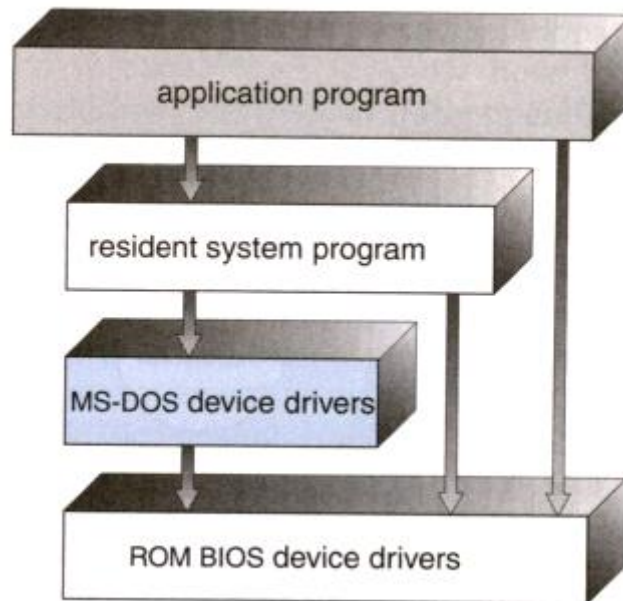 application program
resident system program
MS-DOS device drivers
ROM BIOS device drivers